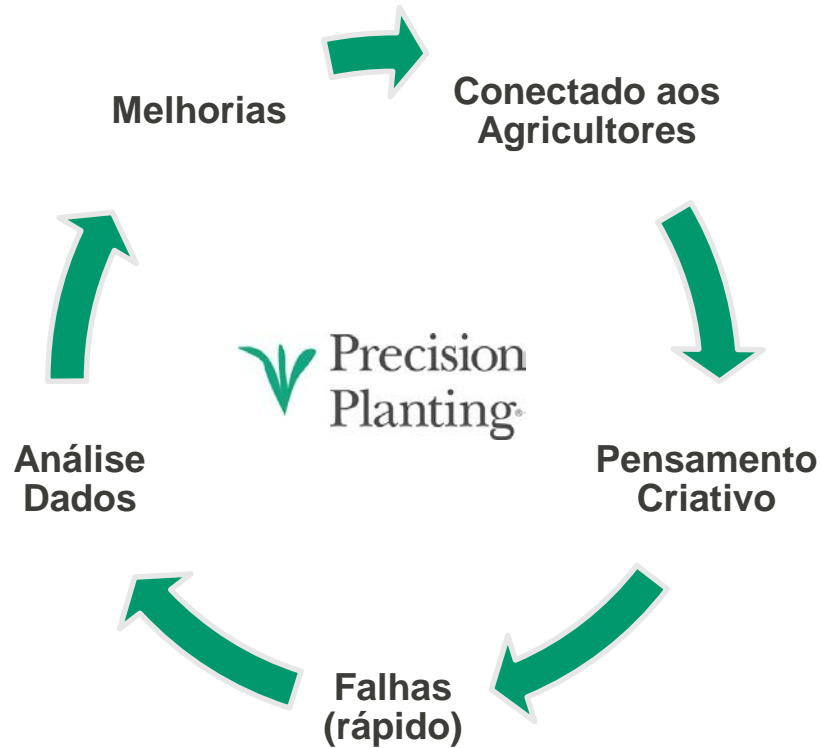 Melhorias
Conectado aos
Agricultores
Precision
Planting®
Análise
Dados
Pensamento
Criativo
Falhas
(rápido)